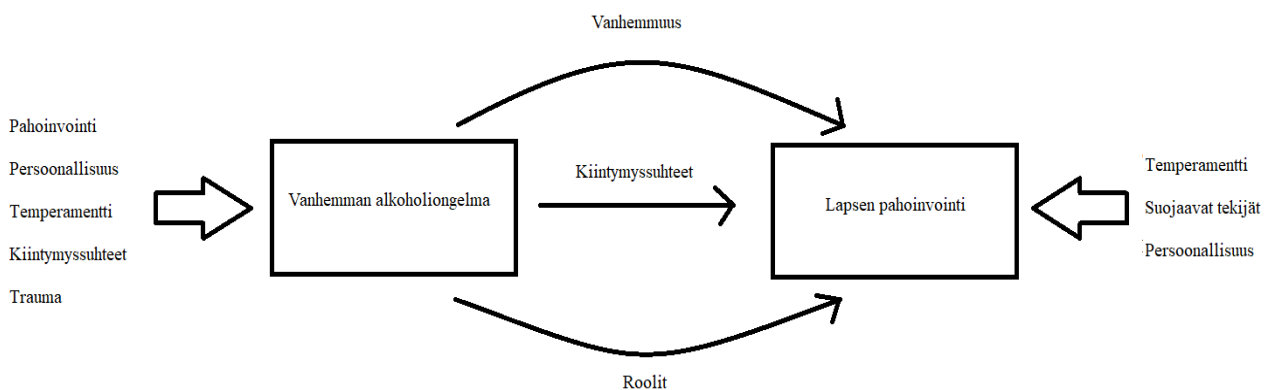 Vanhemmuus
Pahoinvointi
Persoonallisuus
Temperamentti
Kiintymyssuhteet
Trauma
Vanhemman alkoholiongelma
Kiintymyssuhteet
Lapsen pahoinvointi
Temperamentti
Suojaavat tekijät
Persoonallisuus
Roolit